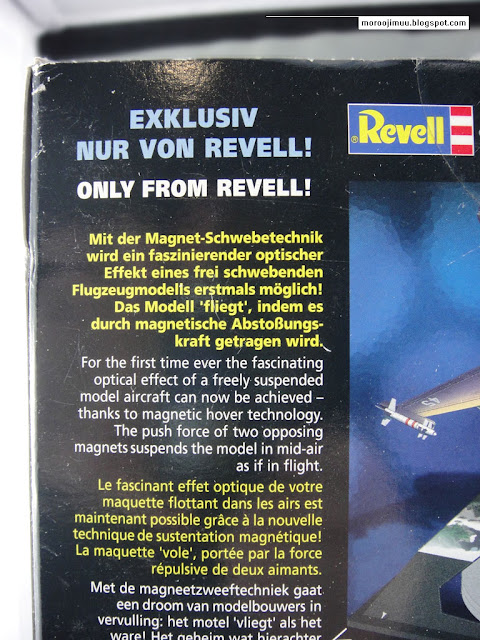 moroojimuu.blogspot.com
EXKLUSIV
NUR VON REVELL!
ONLY FROM REVELL!
Revell
Mit der Magnet-Schwebetechnik
wird ein faszinierender optischer
Effekt eines frei schwebenden
Flugzeugmodells erstmals möglich!
Das Modell 'fliegt', indem es
durch magnetische Abstoßungs-
kraft getragen wird.
For the first time ever the fascinating
optical effect of a freely suspended
model aircraft can now be achieved –
thanks to magnetic hover technology.
The push force of two opposing
magnets suspends the model in mid-air
as if in flight.
Le fascinant effet optique de votre
maquette flottant dans les airs est
maintenant possible grâce à la nouvelle
technique de sustentation magnétique!
La maquette 'vole', portée par la force
répulsive de deux aimants.
Met de magneetzweeftechniek gaat
een droom van modelbouwers in
vervulling: het motel 'vliegt' als het
ware! Het geheim wat hierachter